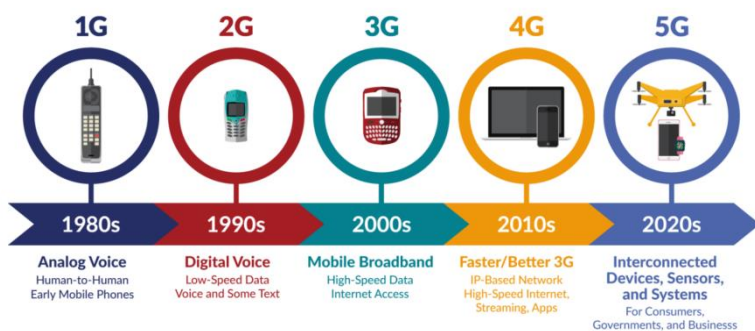 1G
2G
3G
4G
5G
1980s
1990s
2000s
2010s
2020s
Analog Voice
Human-to-Human
Early Mobile Phones
Digital Voice
Low-Speed Data
Voice and Some Text
Mobile Broadband
High-Speed Data
Internet Access
Faster/Better 3G
IP-Based Network
High-Speed Internet,
Streaming, Apps
Interconnected
Devices, Sensors,
and Systems
For Consumers,
Governments, and Businesss